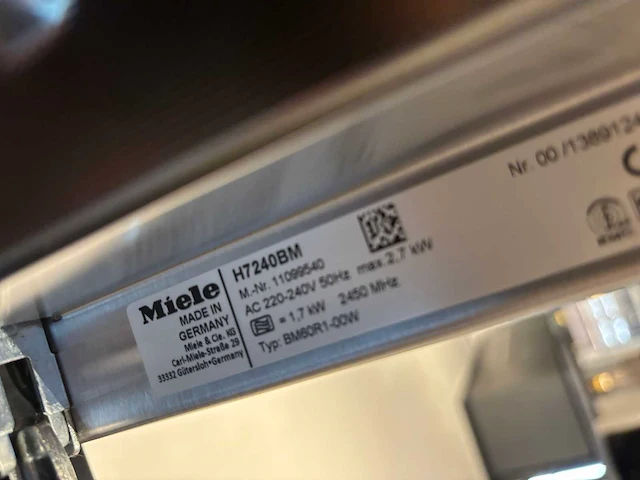 Miele
MADE IN
GERMANY
Miele & Cie. KG
Carl-Miele-Straße 29
33332 Gütersloh•Germany
H7240BM
M.-Nr. 11099540
AC 220-240V 50Hz max.2,7 kW
= 1.7 kW 2450 MHz
Typ: BM60R1-00W
Nr. 00 /1389124